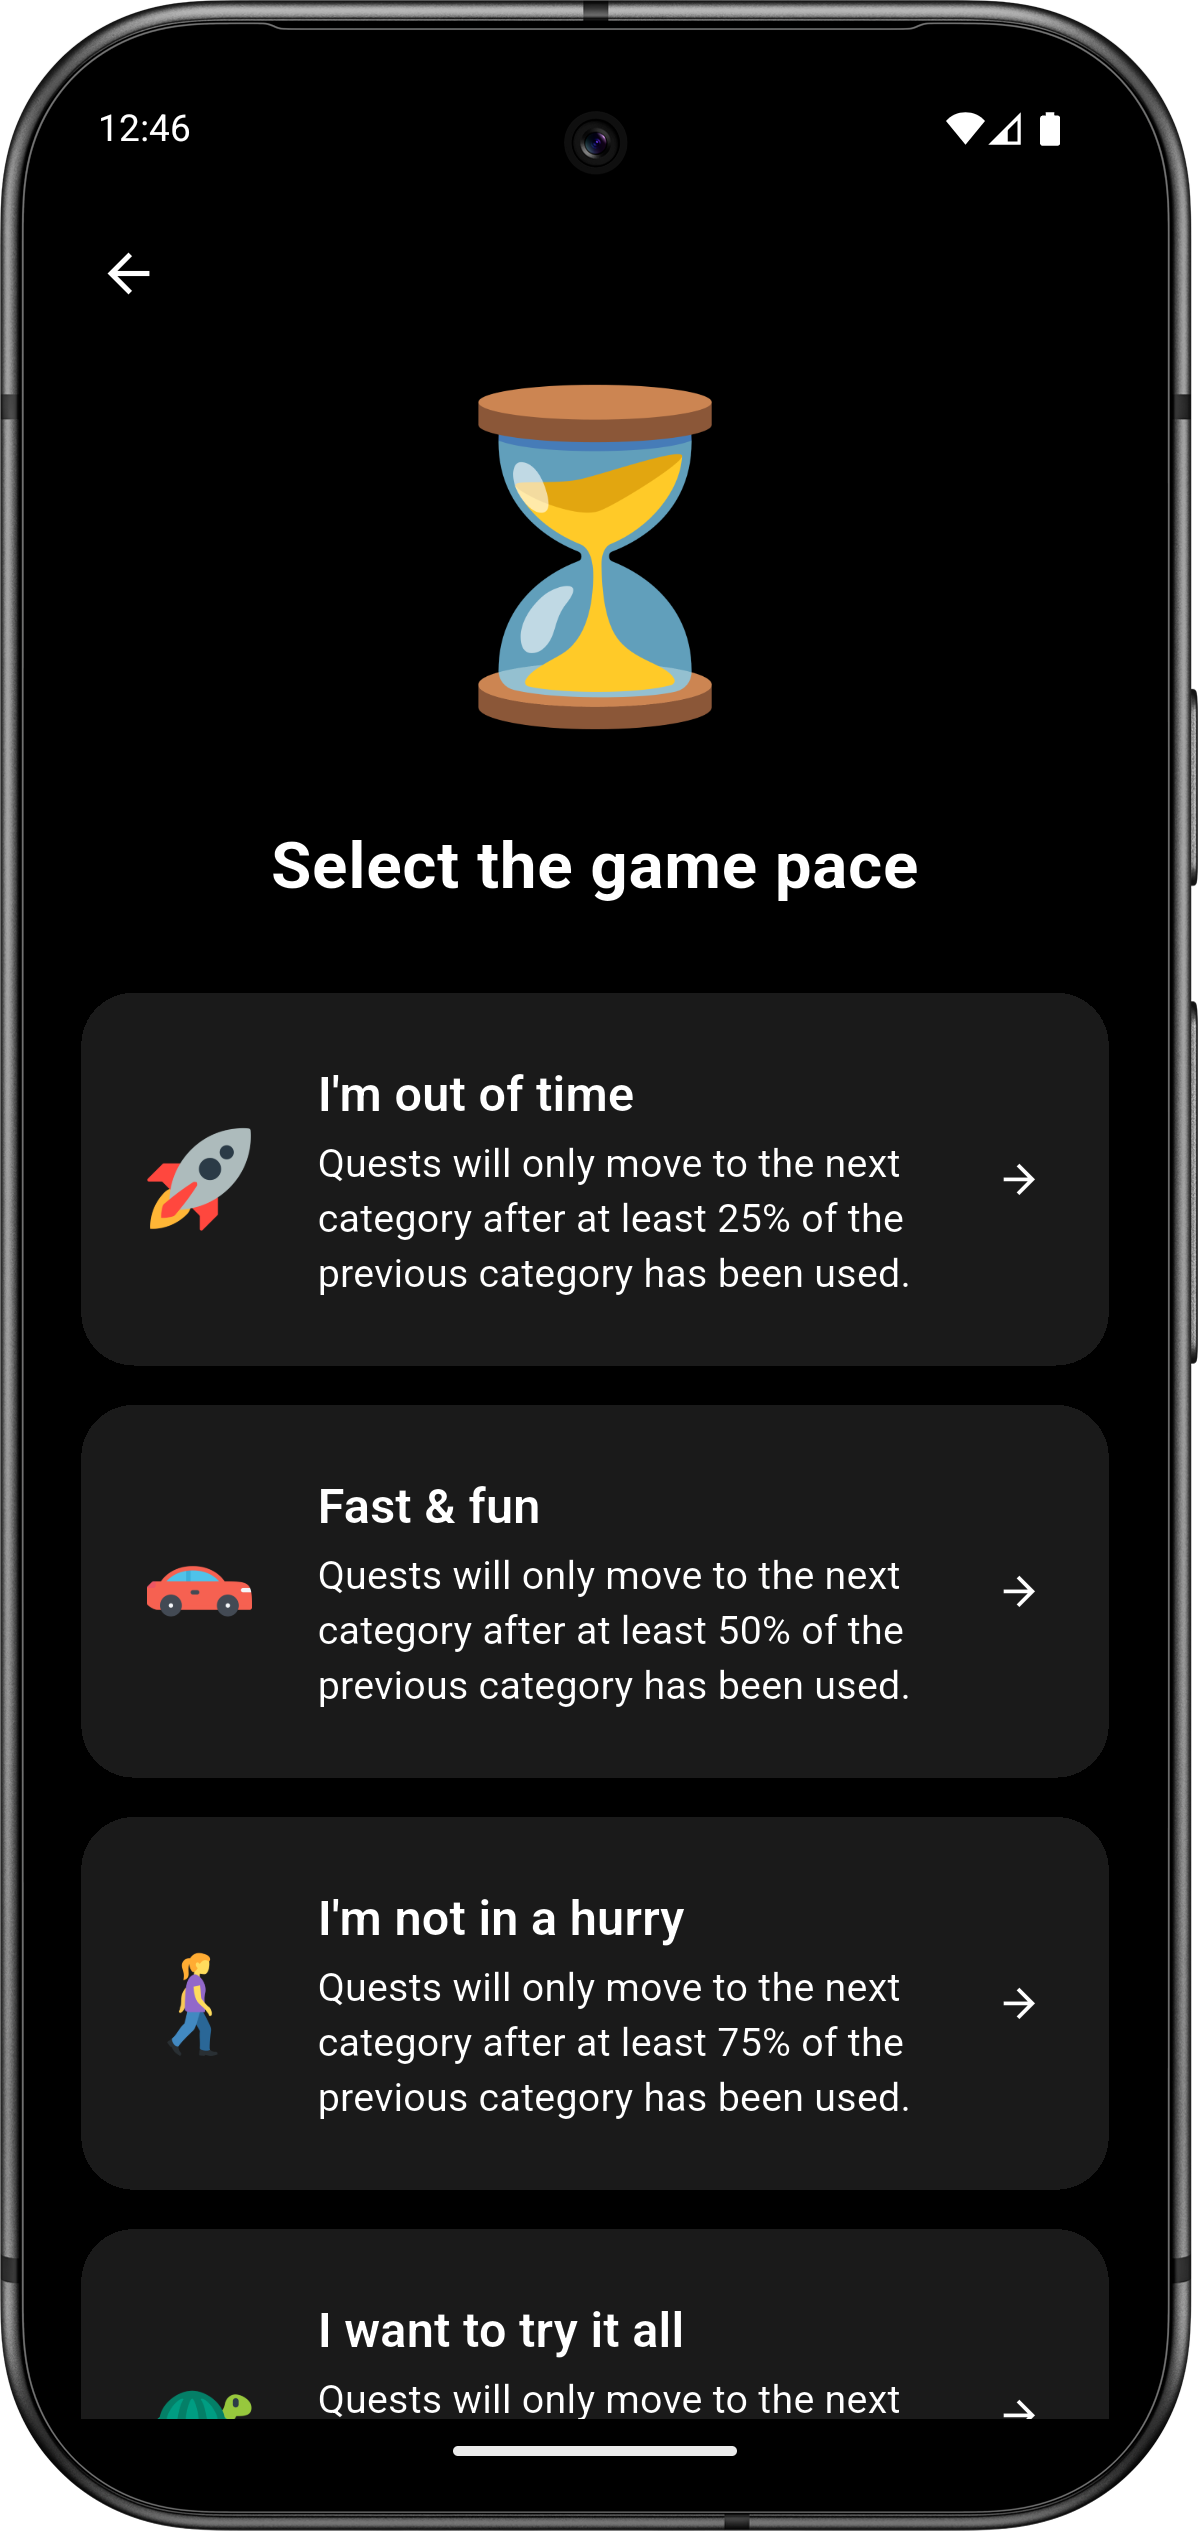 12:46
Select the game pace
I'm out of time
Quests will only move to the next
category after at least 25% of the
previous category has been used.
Fast & fun
Quests will only move to the next
category after at least 50% of the
previous category has been used.
I'm not in a hurry
Quests will only move to the next
category after at least 75% of the
previous category has been used.
I want to try it all
Quests will only move to the next